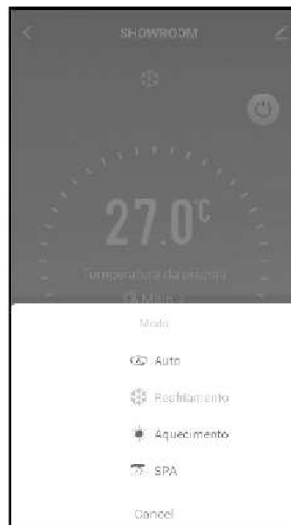 SHOWROOM
27.0°C
Temperatura da piscina
Modo
Auto
Resfriamento
Aquecimento
SPA
Cancel